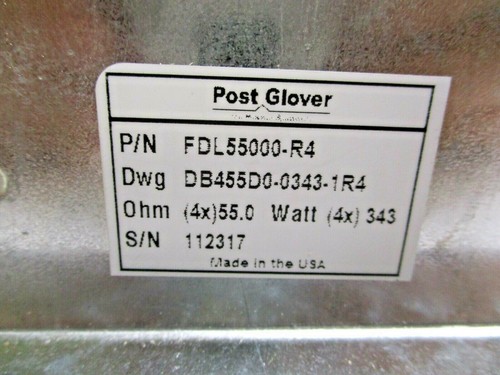 Post Glover
P/N FDL55000-R4
Dwg DB455D0-0343-1R4
Ohm (4x)55.0 Watt (4x) 343
S/N 112317
Made in the USA